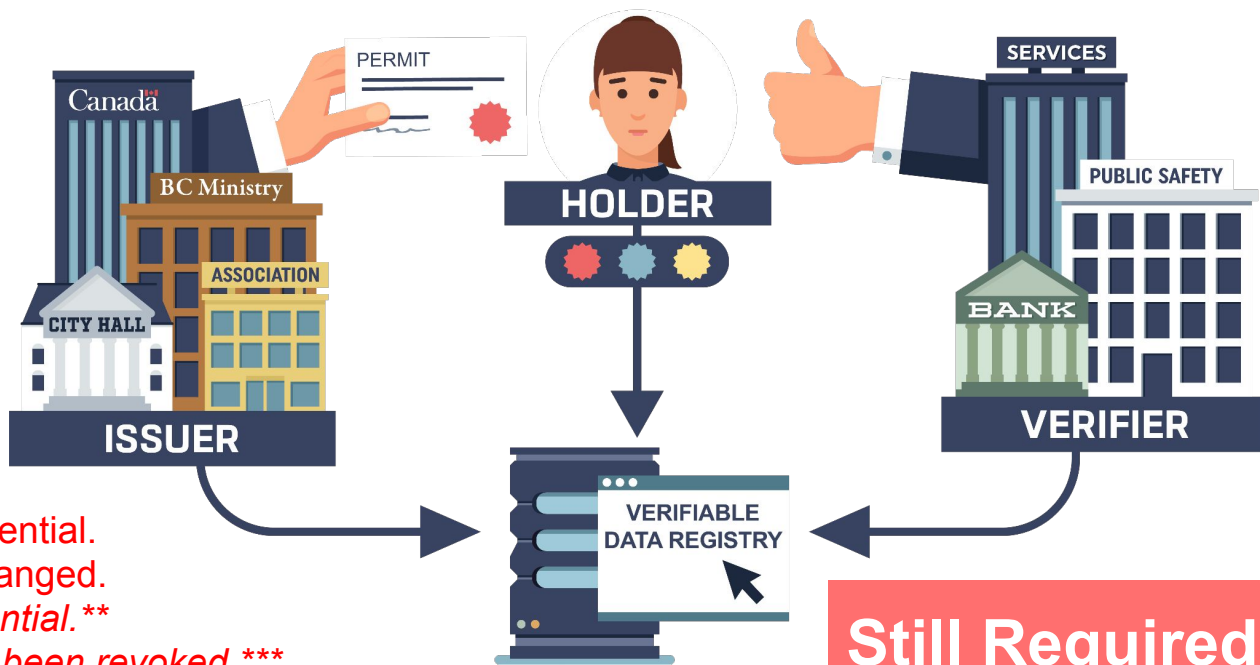 Canada
BC Ministry
ASSOCIATION
CITY HALL
ISSUER
PERMIT
HOLDER
SERVICES
PUBLIC SAFETY
BANK
VERIFIER
VERIFIABLE
DATA REGISTRY
ential.
anged.
ntial.**
been revoked.***
Still Required